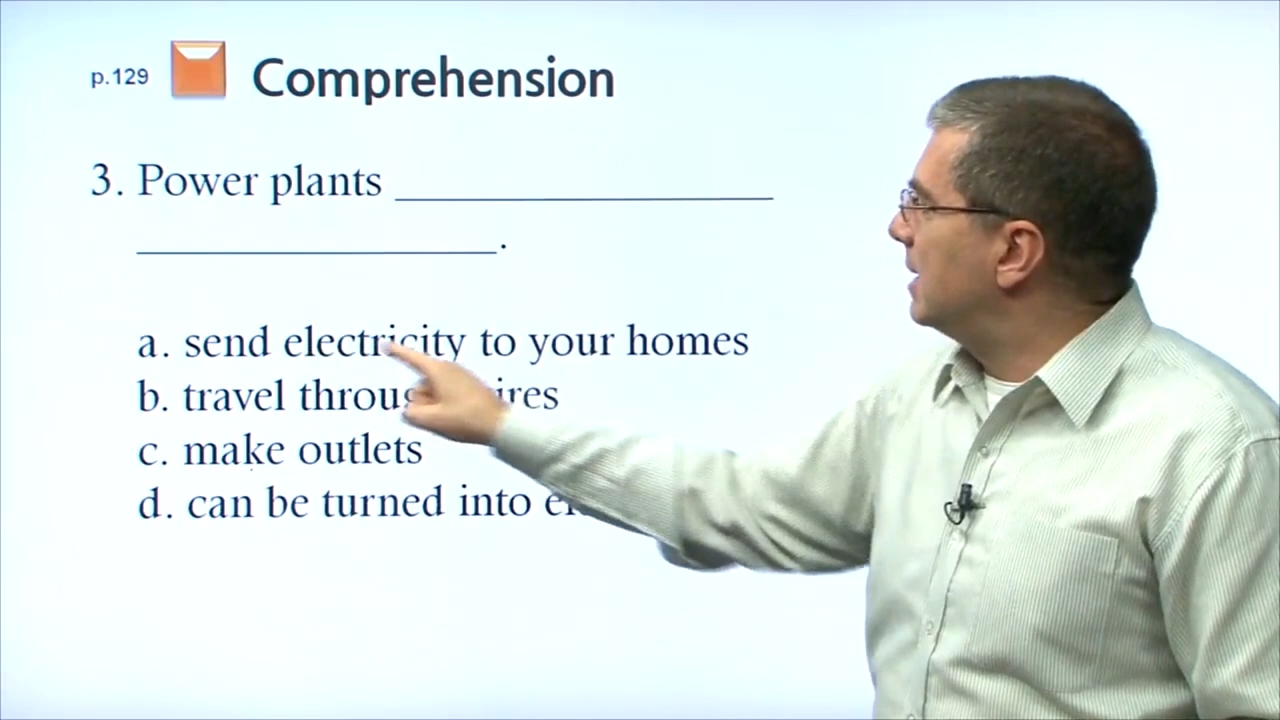 p.129 Comprehension
3. Power plants
.
a. send electricity to your homes
b. travel
c. make outlets
d. can be turned into